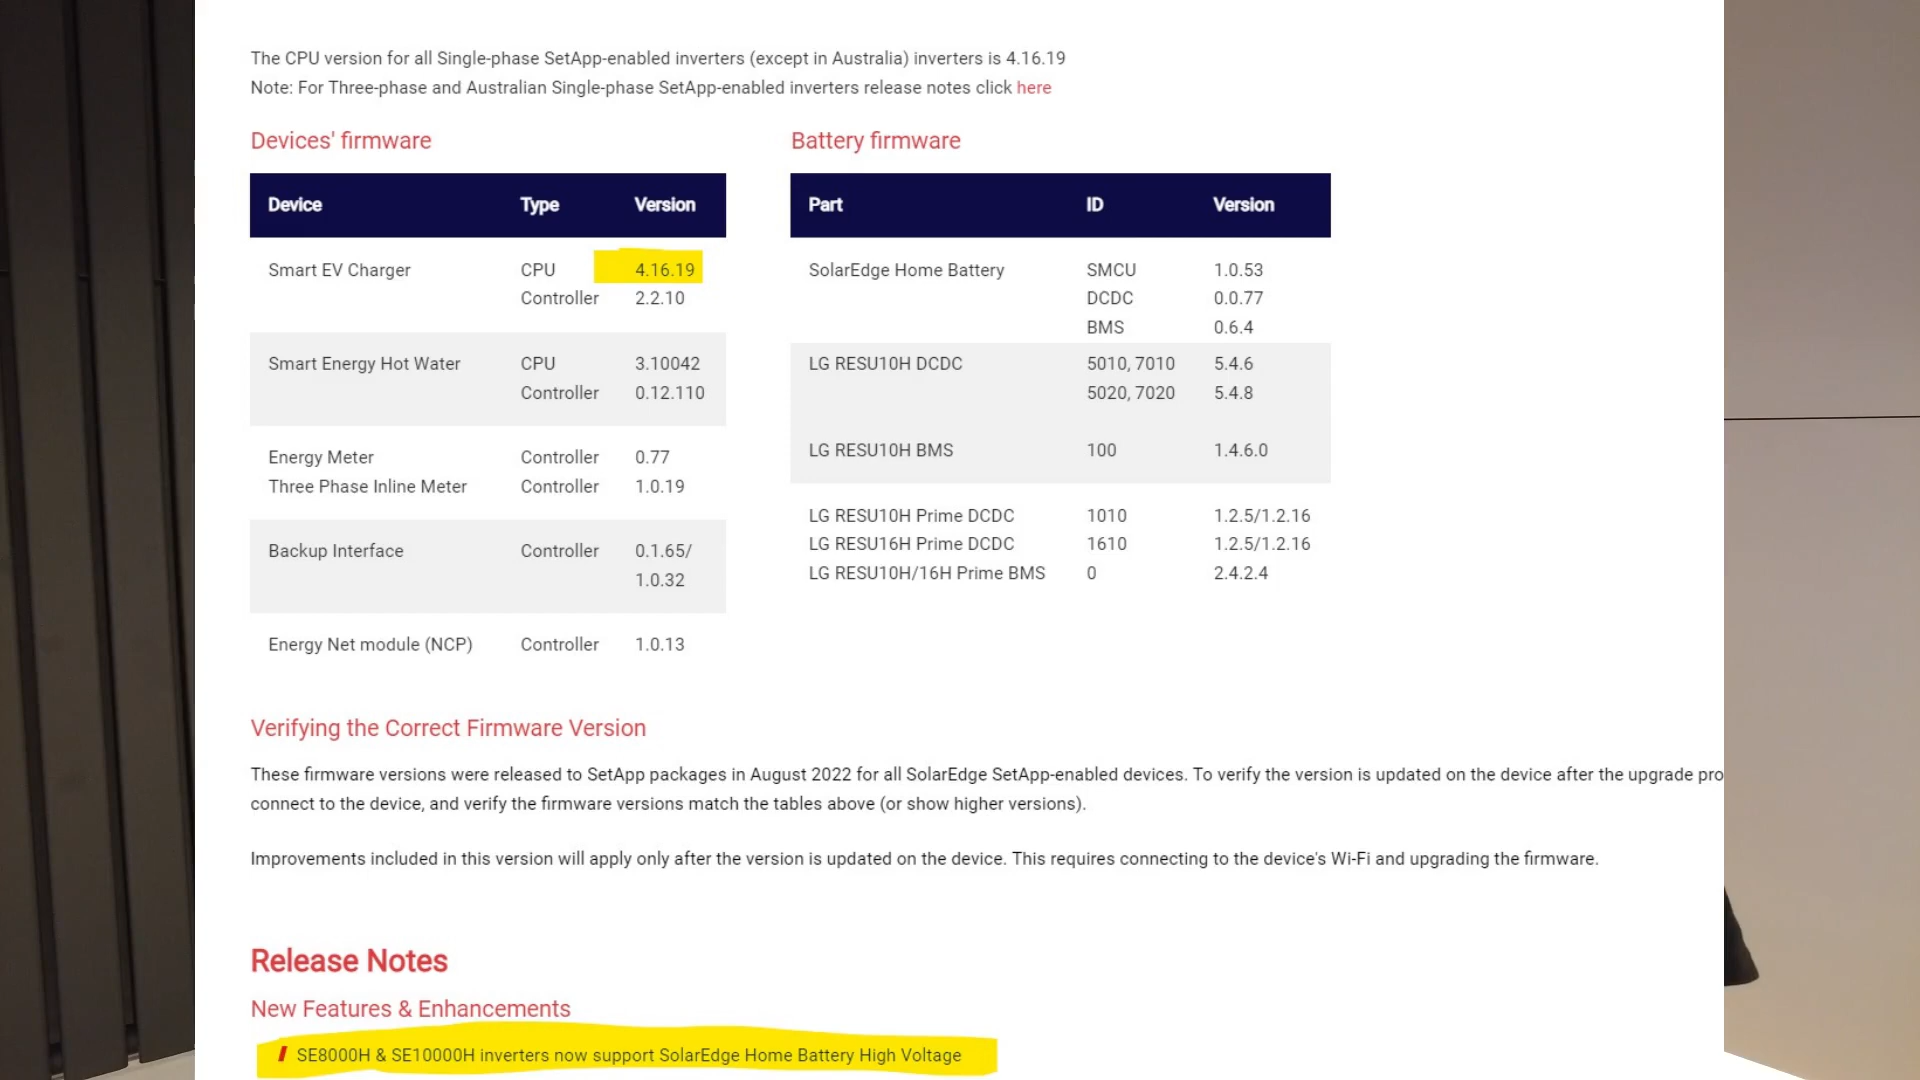 The CPU version for all Single-phase SetApp-enabled inverters (except in Australia) inverters is 4.16.19
Note: For Three-phase and Australian Single-phase SetApp-enabled inverters release notes click here
Devices' firmware
Device Type Version
Smart EV Charger CPU 4.16.19
Controller 2.2.10
Smart Energy Hot Water CPU 3.10042
Controller 0.12.110
Energy Meter Controller 0.77
Three Phase Inline Meter Controller 1.0.19
Backup Interface Controller 0.1.65/
1.0.32
Energy Net module (NCP) Controller 1.0.13
Battery firmware
Part ID Version
SolarEdge Home Battery SMCU 1.0.53
DCDC 0.0.77
BMS 0.6.4
LG RESU10H DCDC 5010, 7010 5.4.6
5020, 7020 5.4.8
LG RESU10H BMS 100 1.4.6.0
LG RESU10H Prime DCDC 1010 1.2.5/1.2.16
LG RESU16H Prime DCDC 1610 1.2.5/1.2.16
LG RESU10H/16H Prime BMS 0 2.4.2.4
Verifying the Correct Firmware Version
These firmware versions were released to SetApp packages in August 2022 for all SolarEdge SetApp-enabled devices. To verify the version is updated on the device after the upgrade pro
connect to the device, and verify the firmware versions match the tables above (or show higher versions).
Improvements included in this version will apply only after the version is updated on the device. This requires connecting to the device's Wi-Fi and upgrading the firmware.
Release Notes
New Features & Enhancements
SE8000H & SE10000H inverters now support SolarEdge Home Battery High Voltage